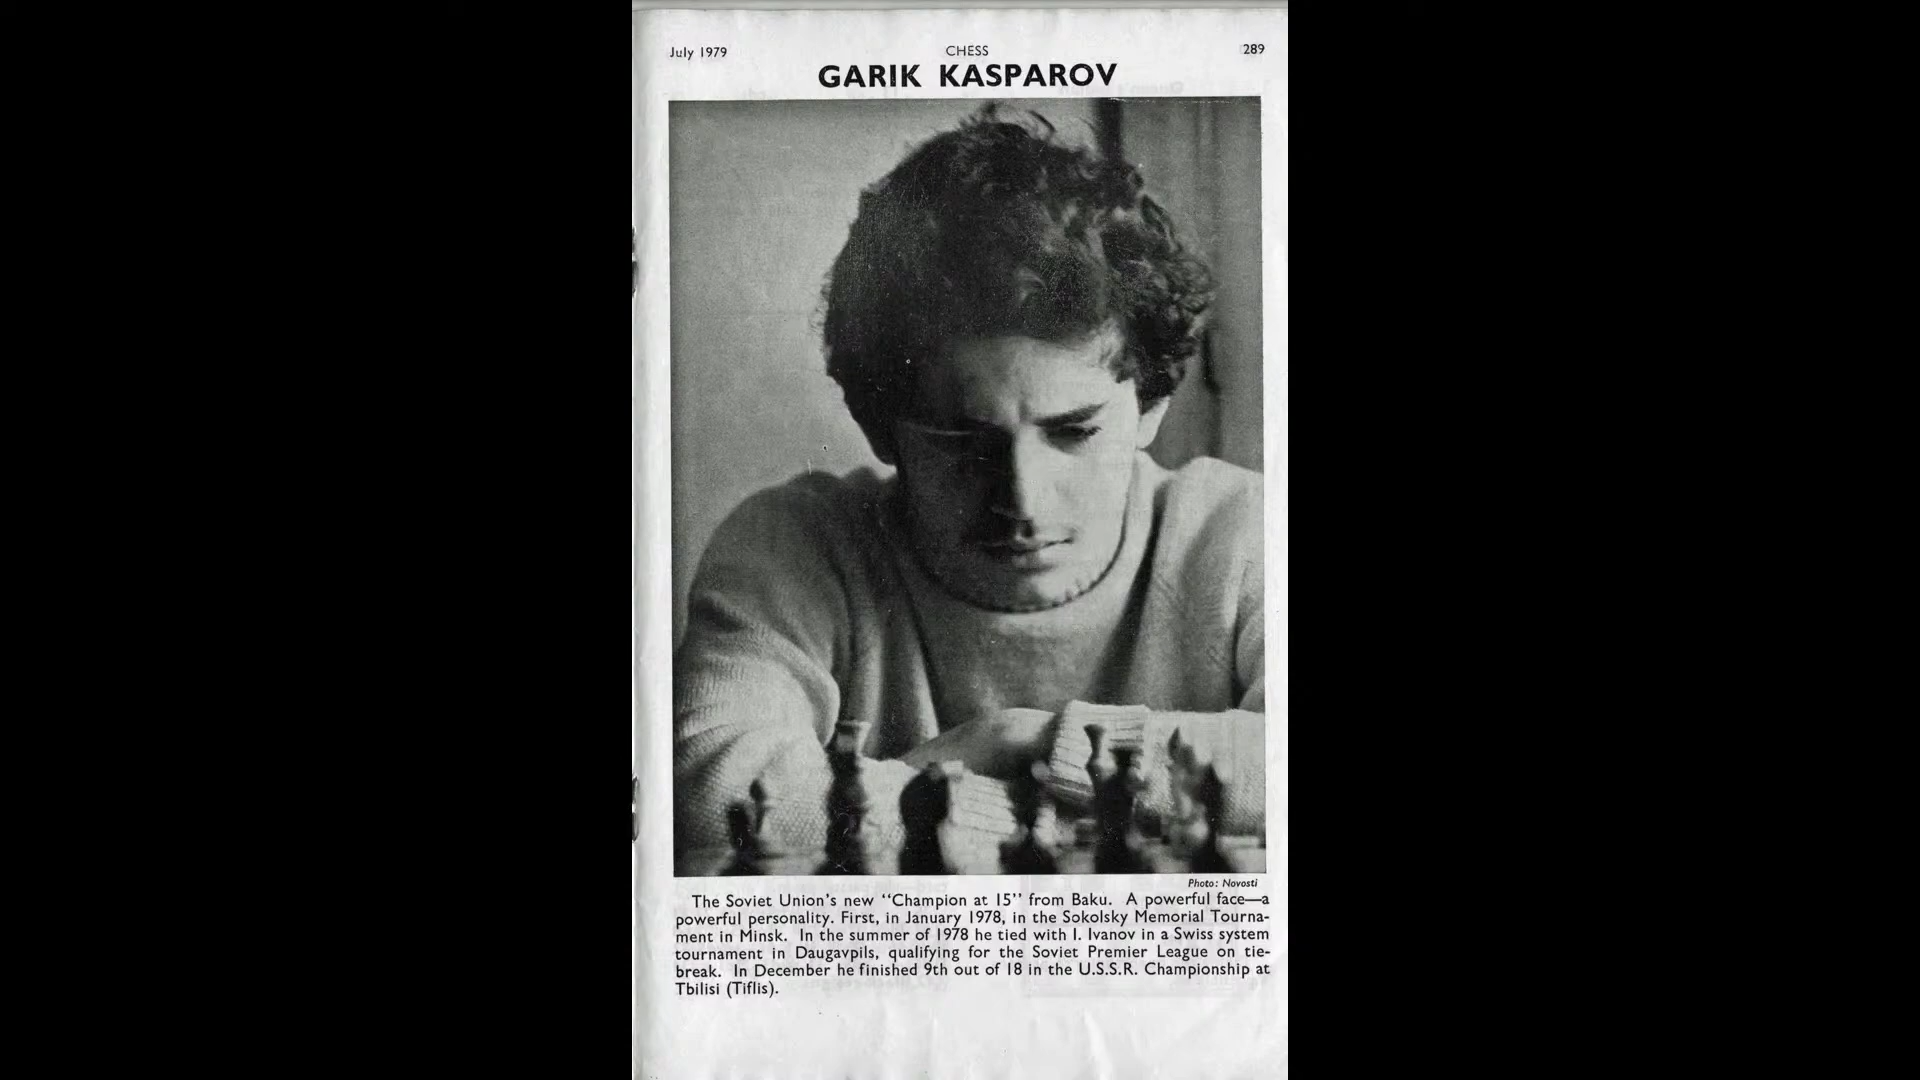 July 1979 CHESS 289
GARIK KASPAROV
Photo: Novosti
The Soviet Union's new "Champion at 15" from Baku. A powerful face—a
powerful personality. First, in January 1978, in the Sokolsky Memorial Tourna-
ment in Minsk. In the summer of 1978 he tied with I. Ivanov in a Swiss system
tournament in Daugavpils, qualifying for the Soviet Premier League on tie-
break. In December he finished 9th out of 18 in the U.S.S.R. Championship at
Tbilisi (Tiflis).